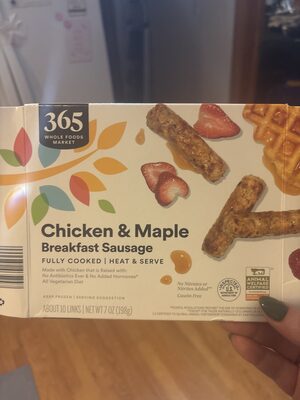 365
WHOLE FOODS
MARKET
Chicken & Maple
Breakfast Sausage
FULLY COOKED | HEAT & SERVE
Made with Chicken that is Raised with:
No Antibiotics Ever & No Added Hormones*
All Vegetarian Diet
No Nitrates or
Nitrites Added**
Casein Free
ANIMAL
WELFARE
CERTIFIED
KEEP FROZEN | SERVING SUGGESTION
ABOUT 10 LINKS | NET WT 7 OZ (198g)